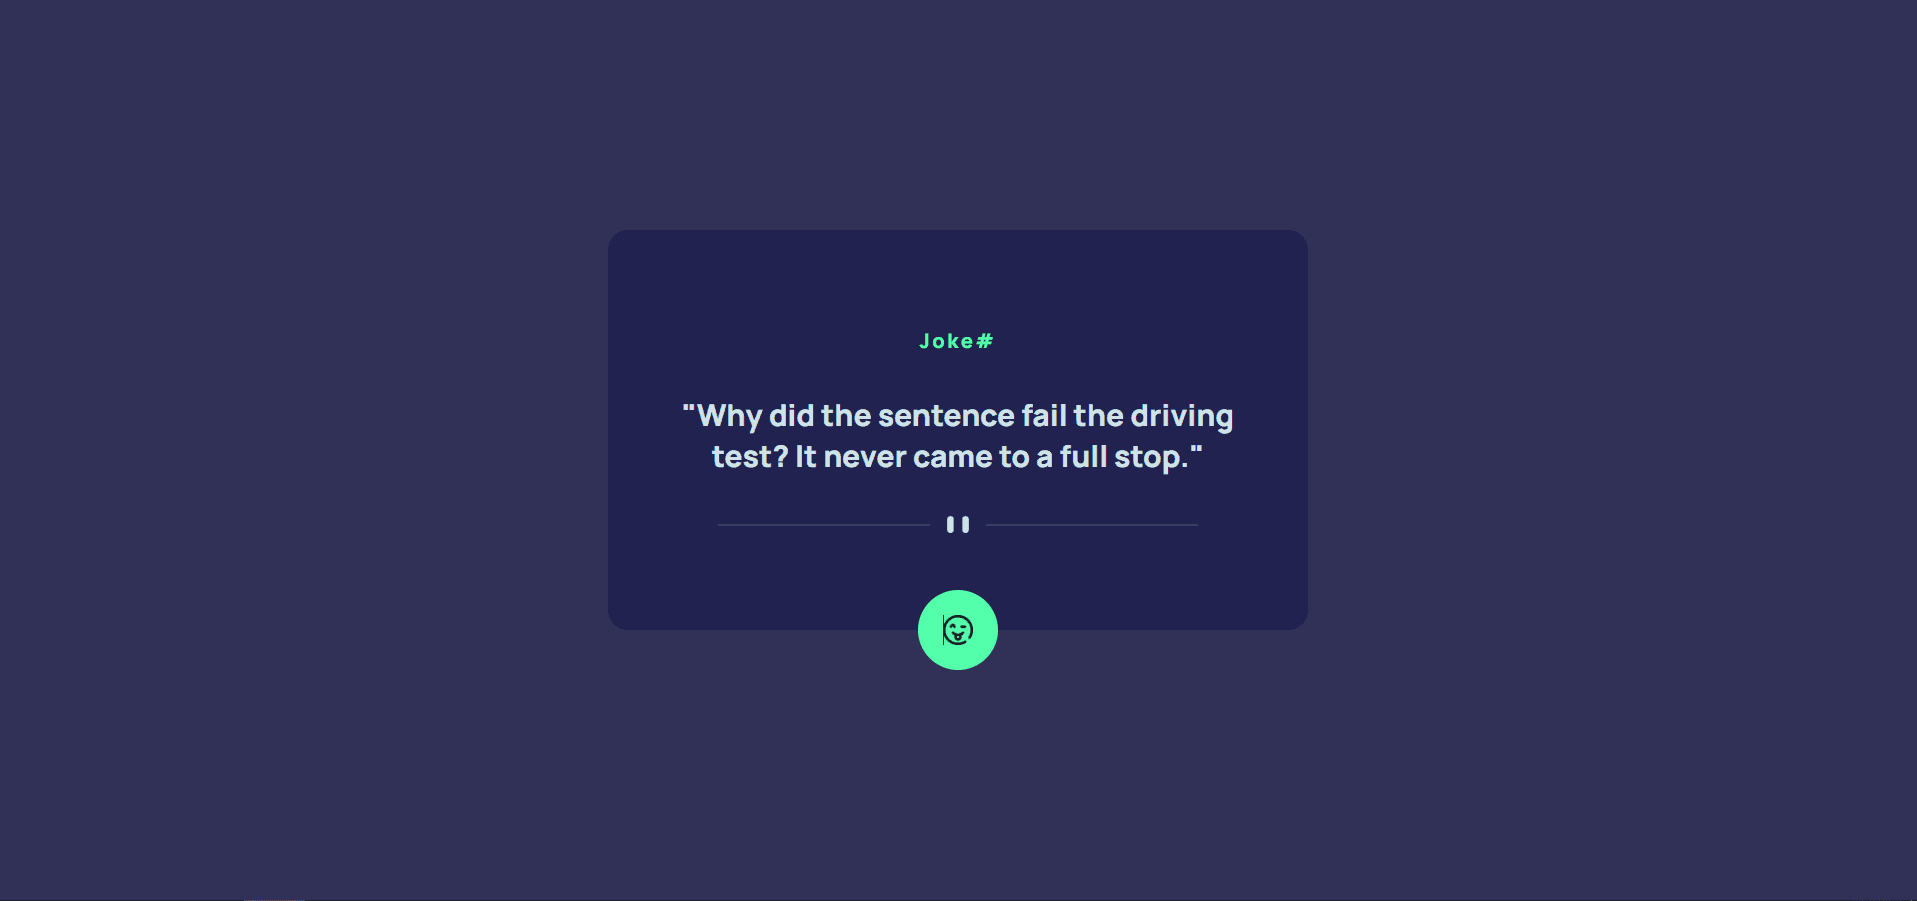 Joke#
"Why did the sentence fail the driving
test? It never came to a full stop."